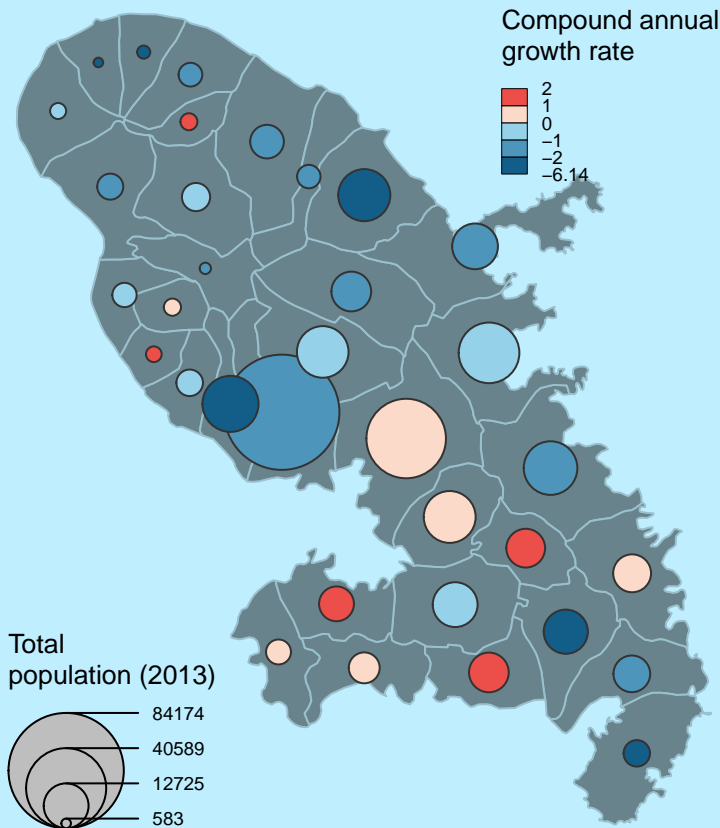 Compound annual
growth rate
2
1
0
−1
−2
−6.14
Total
population (2013)
84174
40589
12725
583